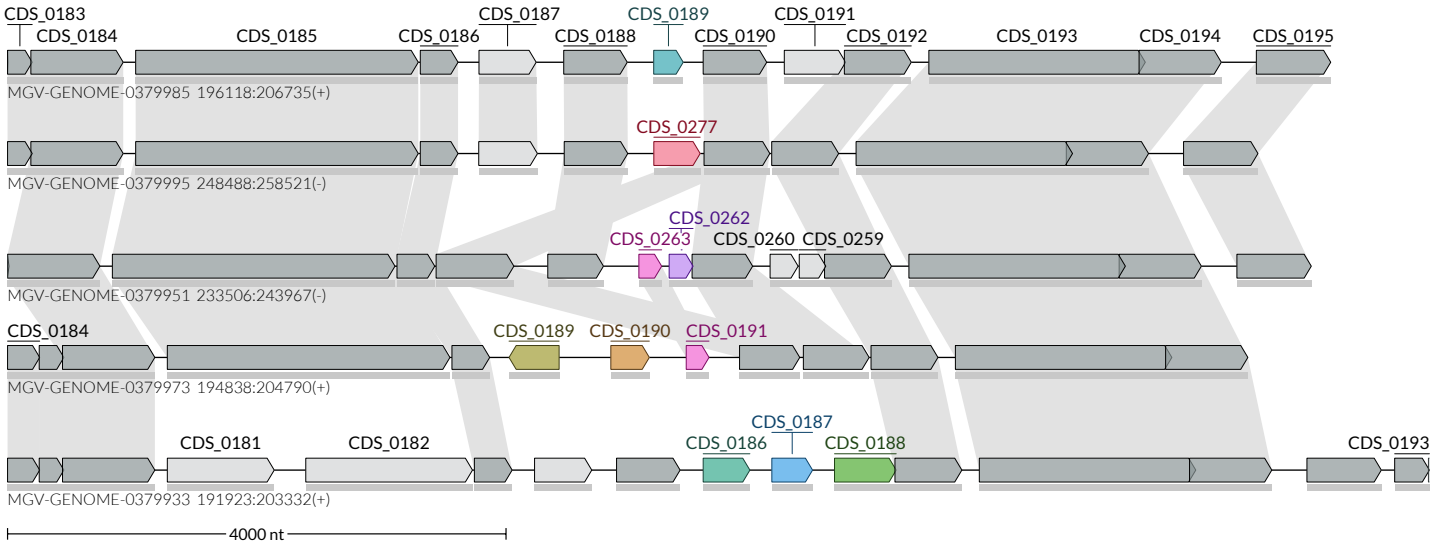 CDS_0183 CDS_0187 CDS_0189 CDS_0191
CDS_0184 CDS_0185 CDS_0186 CDS_0188 CDS_0190 CDS_0192 CDS_0193 CDS_0194 CDS_0195
MGV-GENOME-0379985 196118:206735(+)
CDS_0277
MGV-GENOME-0379995 248488:258521(-)
CDS_0262
CDS_0263 CDS_0260 CDS_0259
MGV-GENOME-0379951 233506:243967(-)
CDS_0184 CDS_0189 CDS_0190 CDS_0191
MGV-GENOME-0379973 194838:204790(+)
CDS_0187
CDS_0181 CDS_0182 CDS_0186 CDS_0188 CDS_0193
MGV-GENOME-0379933 191923:203332(+)
4000 nt